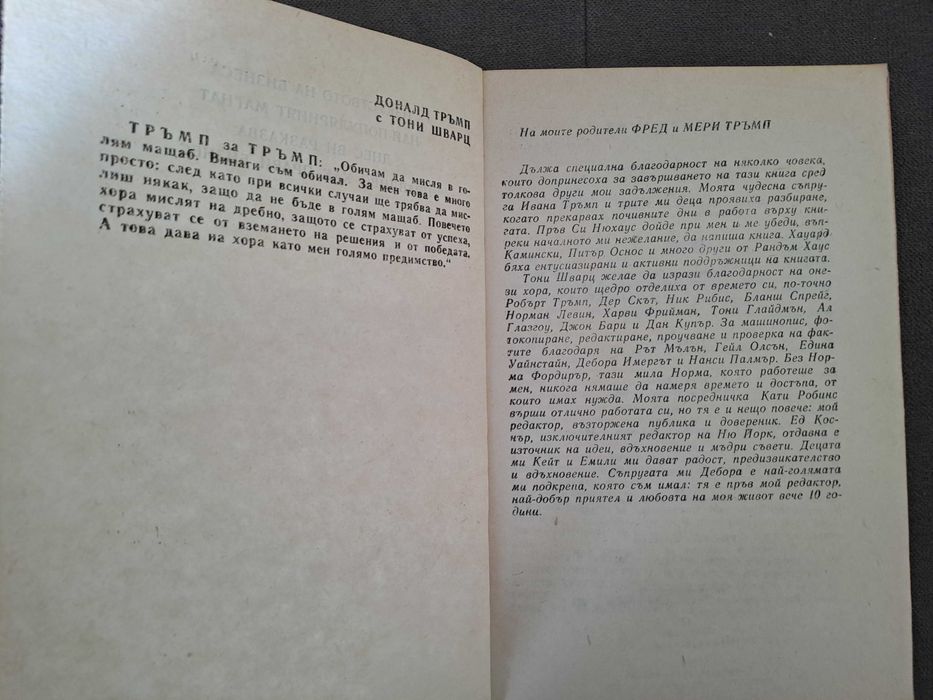 ДОНАЛД ТРЪМП
с ТОНИ ШВАРЦ
ТРЪМП за ТРЪМП: „Обичам да мисля в го-
лям мащаб. Винаги съм обичал. За мен това е много
просто: след като при всички случаи ще трябва да мис-
лиш някак, защо да не бъде в голям мащаб. Повечето
хора мислят на дребно, защото се страхуват от успеха,
страхуват се от вземането на решения и от победата.
А това дава на хора като мен голямо предимство.“
На моите родители ФРЕД и МЕРИ ТРЪМП
Дължа специална благодарност на няколко човека,
които допринесоха за завършването на тази книга сред
толкова други мои задължения. Моята чудесна съпру-
га Ивана Тръмп и трите ми деца проявиха разбиране,
когато прекарвах почивните дни в работа върху кни-
гата. Пръв Си Нюхаус дойде при мен и ме убеди, въп-
реки началното ми нежелание, да напиша книга. Хауард
Камински, Питър Оснос и много други от Рандъм Хаус
бяха ентусиазирани и активни поддръжници на книгата.
Тони Шварц желае да изрази благодарност на оне-
зи хора, които щедро отделиха от времето си, по-точно
Робърт Тръмп, Дер Скът, Ник Рибис, Бланш Спрейг,
Норман Левин, Харви Фрийман, Тони Глайдмън, Ал
Глазгоу, Джон Бари и Дан Купър. За машинопис, фо-
токопиране, редактиране, проучване и проверка на фак-
тите благодаря на Рът Мълън, Гейл Олсън, Едина
Уайнстайн, Дебора Имергът и Нанси Палмър. Без Нор-
ма Фордирър, тази мила Норма, която работеше за
мен, никога нямаше да намеря времето и достъпа, от
които имах нужда. Моята посредничка Кати Робинс
върши отлично работата си, но тя е и нещо повече: мой
редактор, възторжена публика и довереник. Ед Кос-
нър, изключителният редактор на Ню Йорк, отдавна е
източник на идеи, вдъхновение и мъдри съвети. Децата
ми Кейт и Емили ми дават радост, предизвикателство
и вдъхновение. Съпругата ми Дебора е най-голямата
ми подкрепа, която съм имал: тя е пръв мой редактор,
най-добър приятел и любовта на моя живот вече 10 го-
дини.